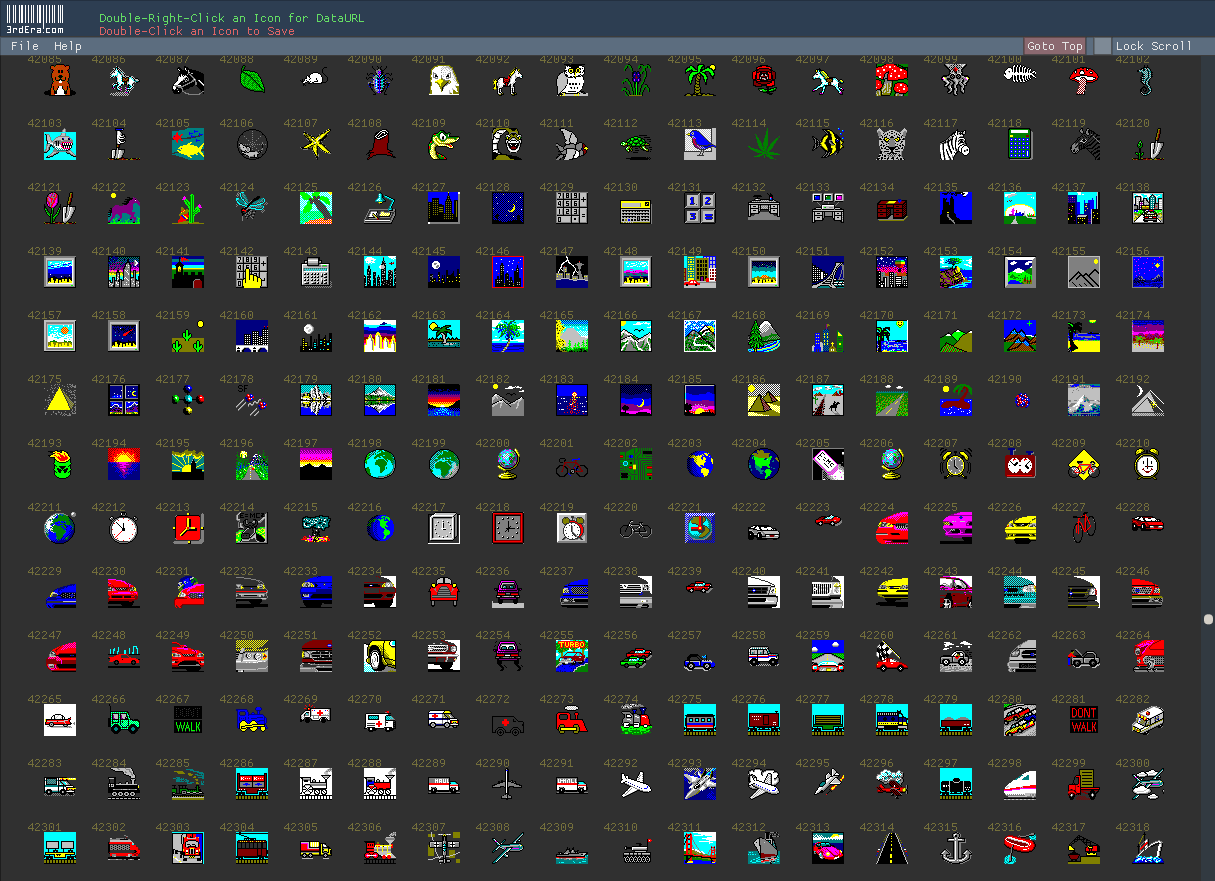 3rdEra!com
Double-Right-Click an Icon for DataURL
Double-Click an Icon to Save
File Help
Goto Top Lock Scroll
42085 42086 42087 42088 42089 42090 42091 42092 42093 42094 42095 42096 42097 42098 42099 42100 42101 42102
42103 42104 42105 42106 42107 42108 42109 42110 42111 42112 42113 42114 42115 42116 42117 42118 42119 42120
42121 42122 42123 42124 42125 42126 42127 42128 42129 42130 42131 42132 42133 42134 42135 42136 42137 42138
42139 42140 42141 42142 42143 42144 42145 42146 42147 42148 42149 42150 42151 42152 42153 42154 42155 42156
42157 42158 42159 42160 42161 42162 42163 42164 42165 42166 42167 42168 42169 42170 42171 42172 42173 42174
42175 42176 42177 42178 42179 42180 42181 42182 42183 42184 42185 42186 42187 42188 42189 42190 42191 42192
SF
42193 42194 42195 42196 42197 42198 42199 42200 42201 42202 42203 42204 42205 42206 42207 42208 42209 42210
42211 42212 42213 42214 42215 42216 42217 42218 42219 42220 42221 42222 42223 42224 42225 42226 42227 42228
42229 42230 42231 42232 42233 42234 42235 42236 42237 42238 42239 42240 42241 42242 42243 42244 42245 42246
42247 42248 42249 42250 42251 42252 42253 42254 42255 42256 42257 42258 42259 42260 42261 42262 42263 42264
TURBO
42265 42266 42267 42268 42269 42270 42271 42272 42273 42274 42275 42276 42277 42278 42279 42280 42281 42282
WALK
DONT
WALK
42283 42284 42285 42286 42287 42288 42289 42290 42291 42292 42293 42294 42295 42296 42297 42298 42299 42300
42301 42302 42303 42304 42305 42306 42307 42308 42309 42310 42311 42312 42313 42314 42315 42316 42317 42318